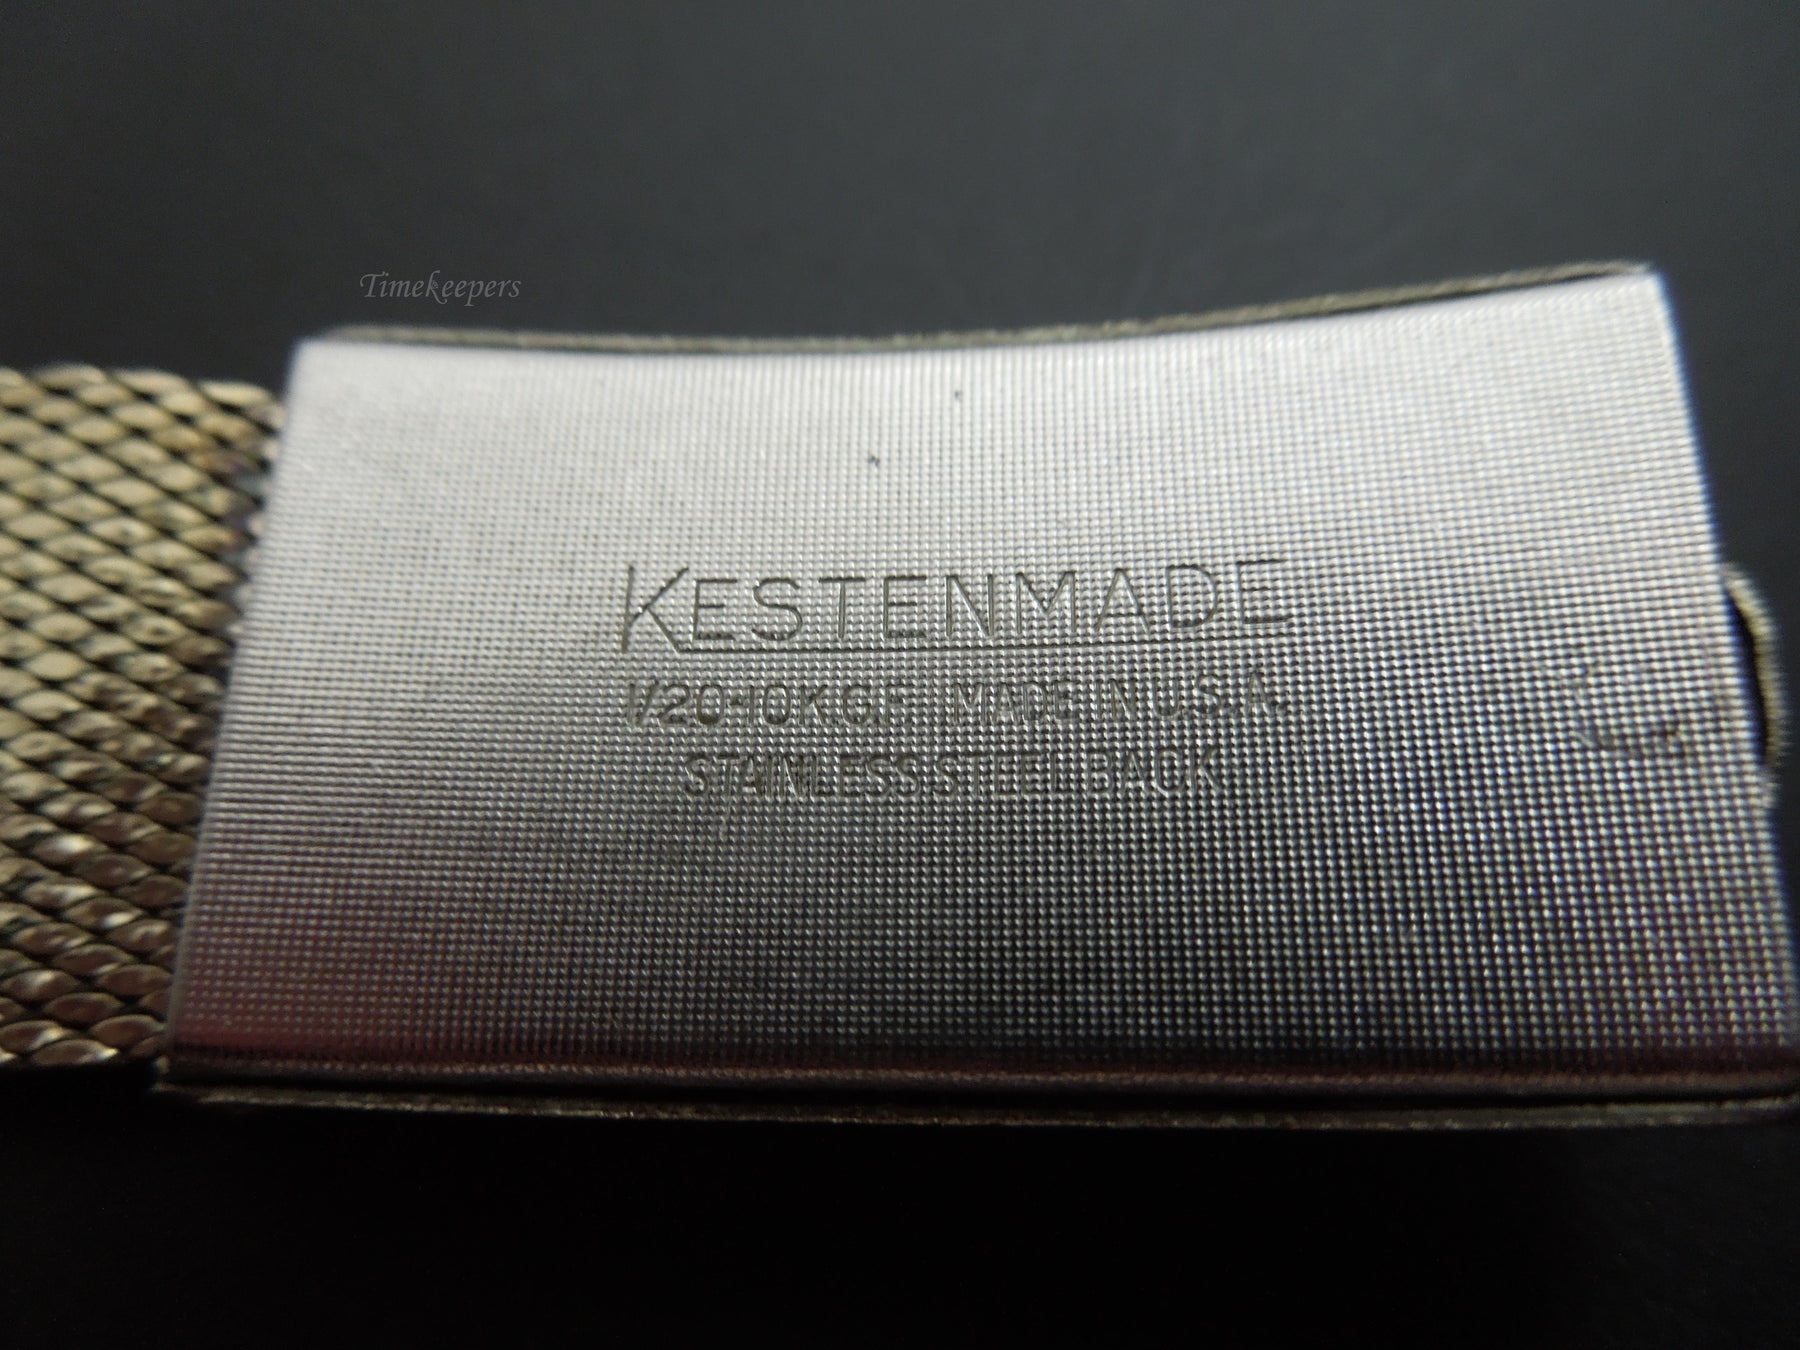 Timekeepers
KESTENMADE
1/20-10K.G.F. MADE IN U.S.A.
STAINLESS STEEL BACK